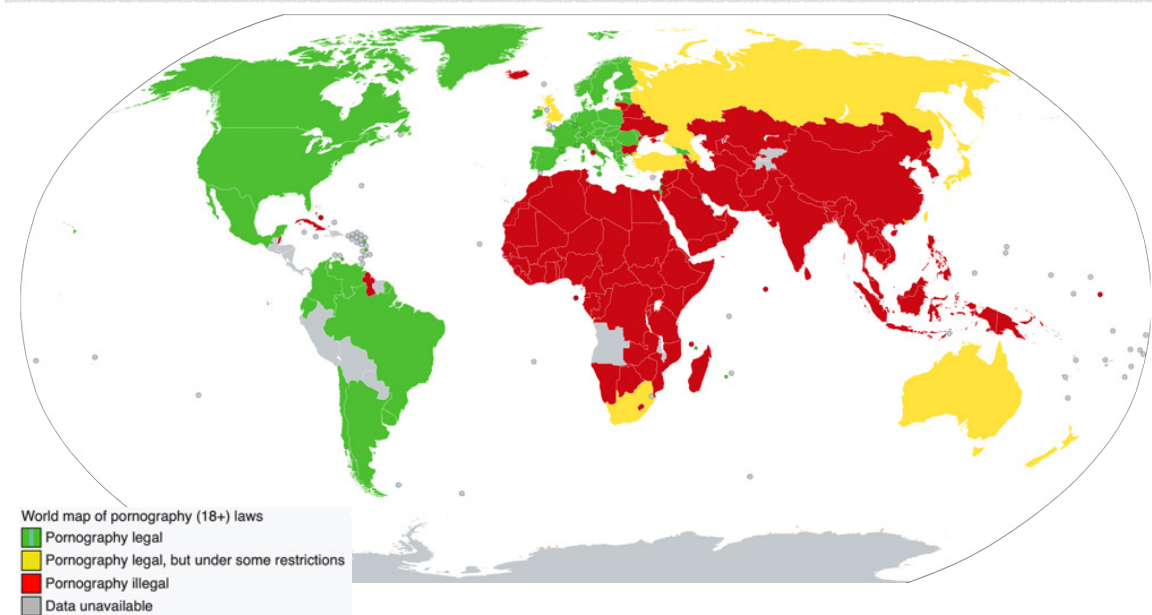 World map of pornography (18+) laws
Pornography legal
Pornography legal, but under some restrictions
Pornography illegal
Data unavailable